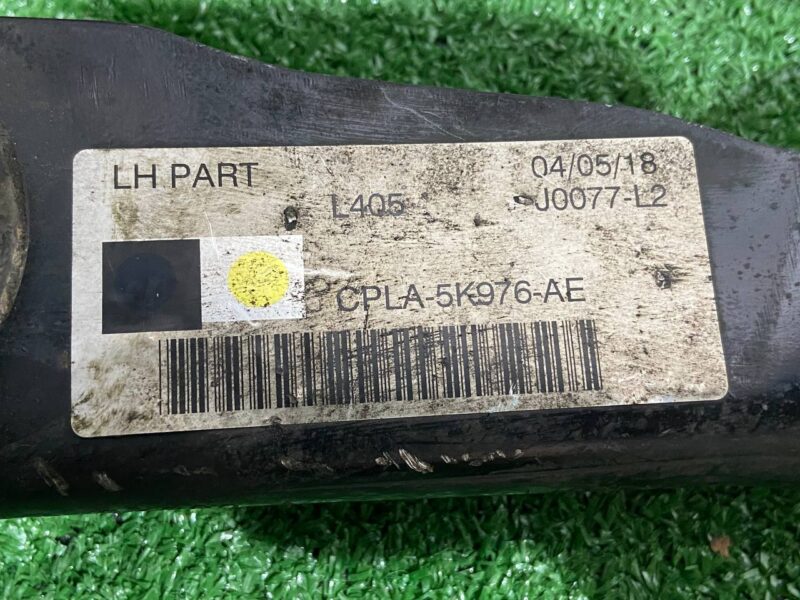 LH PART
04/05/18
L405
J0077-L2
CPLA-5K976-AE